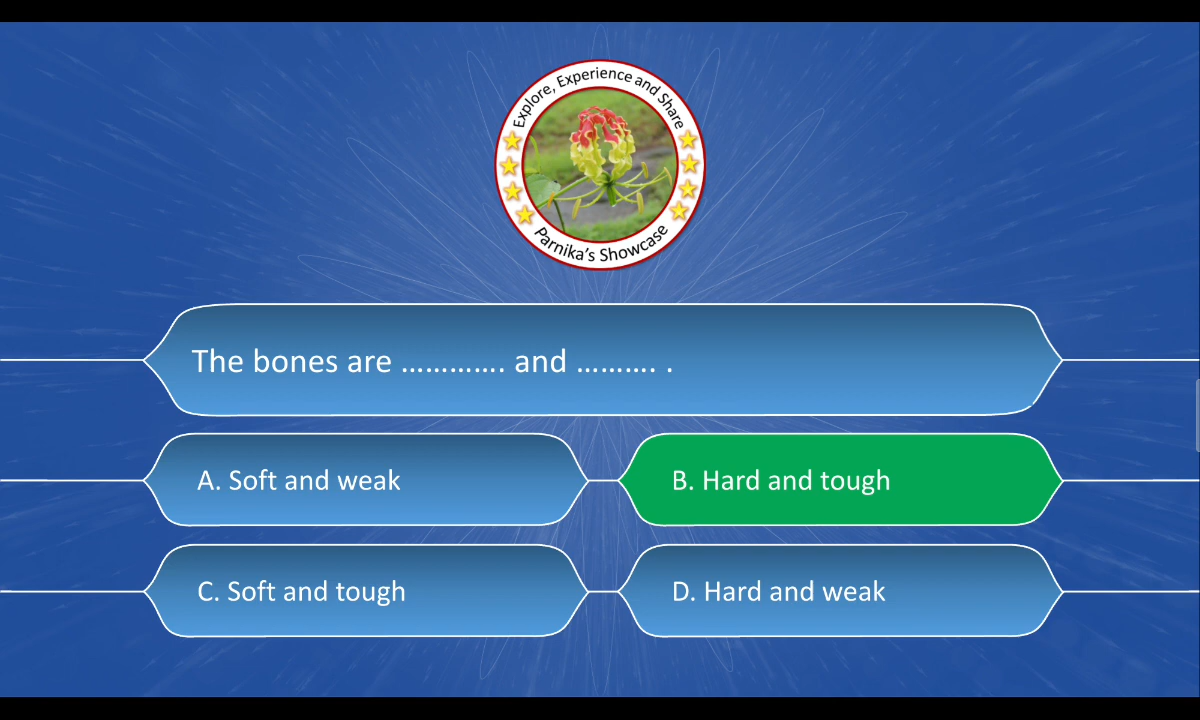 Explore, Experience and Share
Parnika's Showcase
The bones are …………. and ………. .
A. Soft and weak
B. Hard and tough
C. Soft and tough
D. Hard and weak